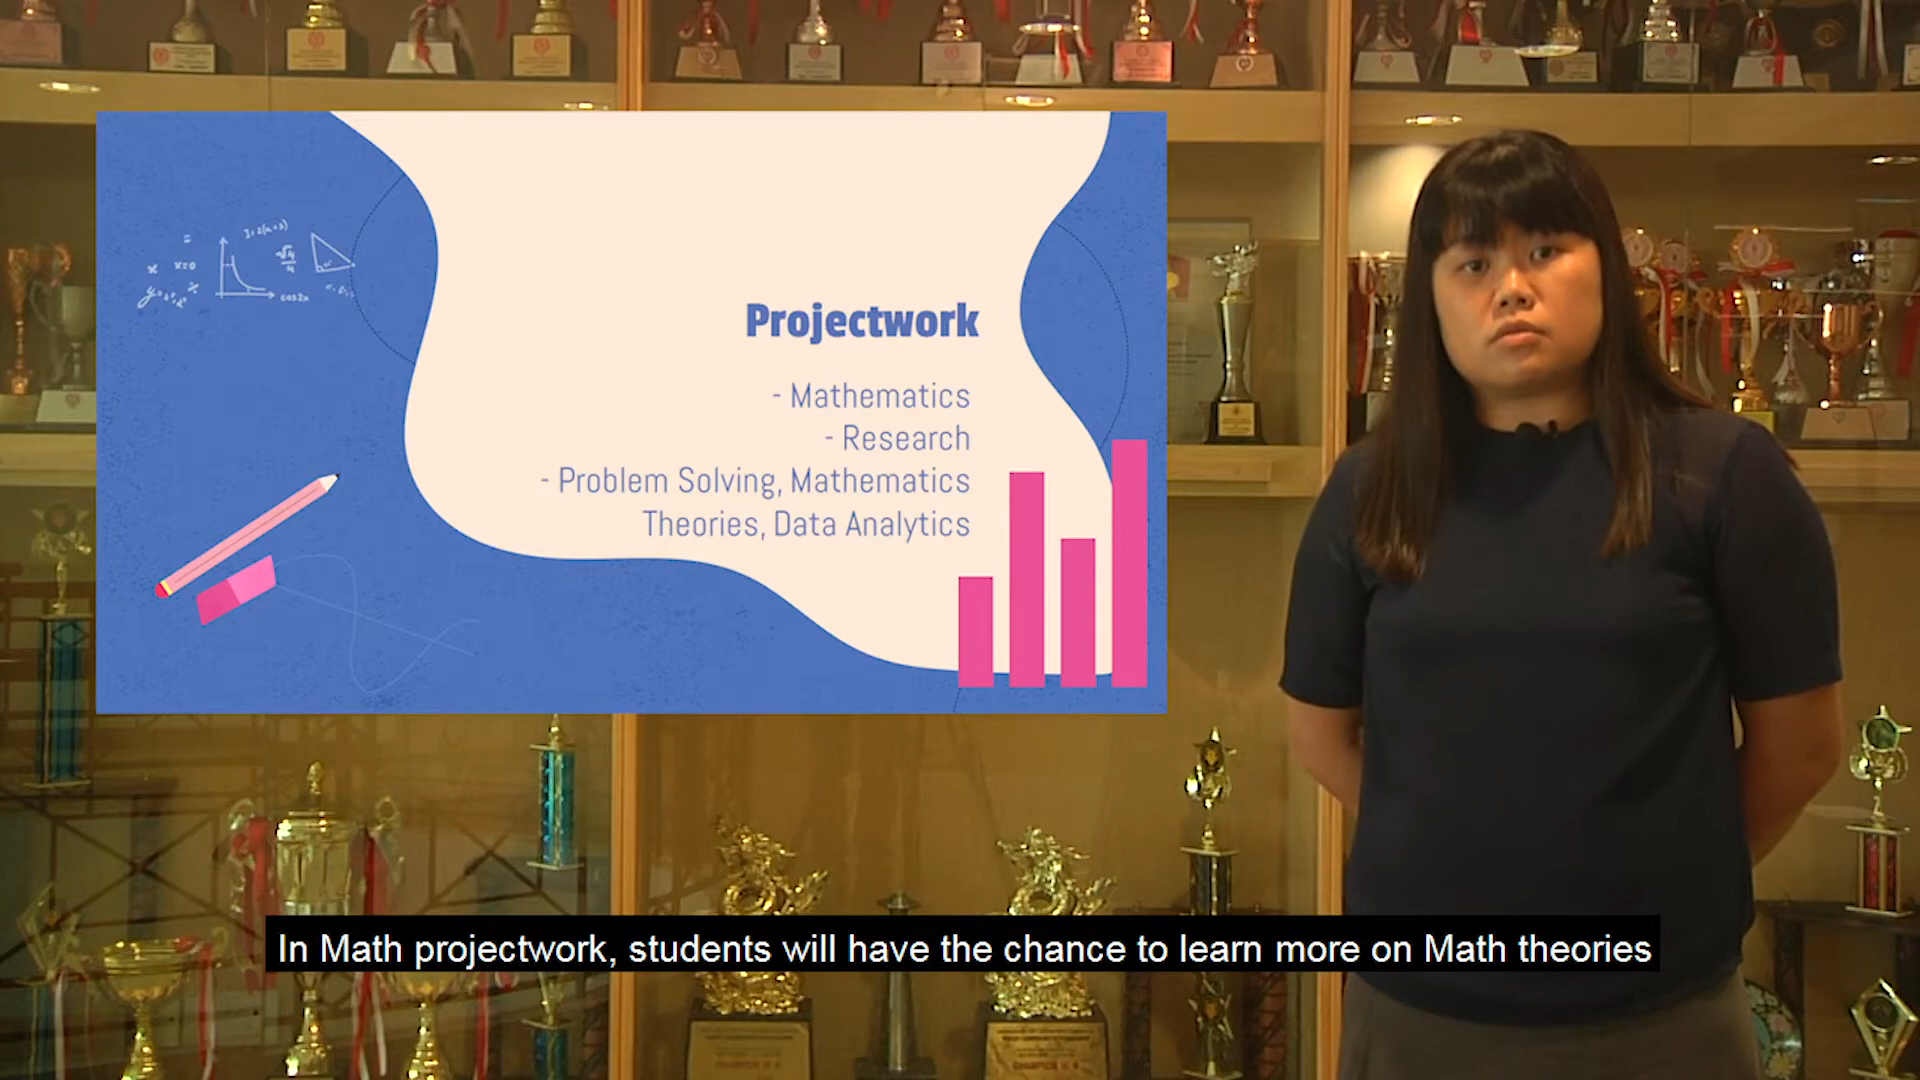 Projectwork
- Mathematics
- Research
- Problem Solving, Mathematics
Theories, Data Analytics
In Math projectwork, students will have the chance to learn more on Math theories